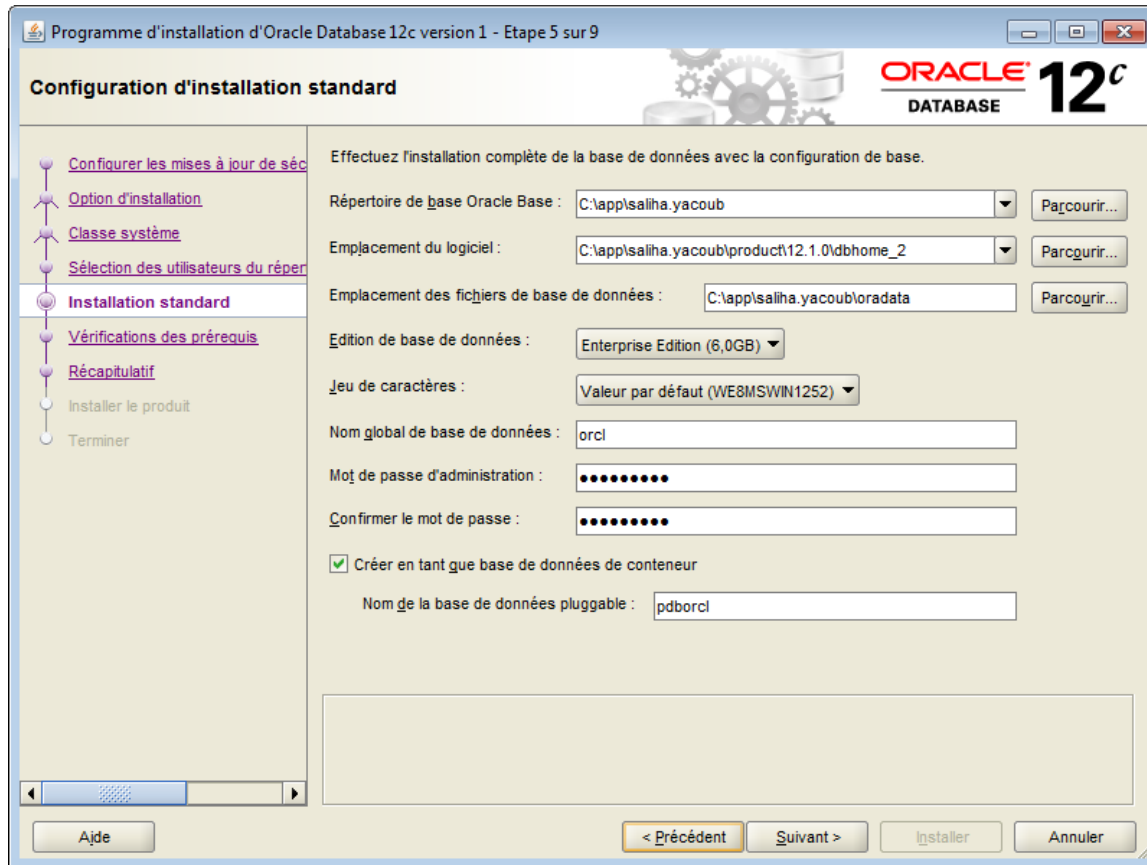 Programme d'installation d'Oracle Database 12c version 1 - Etape 5 sur 9
Configuration d'installation standard
ORACLE DATABASE 12c
Configurer les mises à jour de séc
Option d'installation
Classe système
Sélection des utilisateurs du réper
Installation standard
Vérifications des prérequis
Récapitulatif
Installer le produit
Terminer
Effectuez l'installation complète de la base de données avec la configuration de base.
Répertoire de base Oracle Base : C:\app\saliha.yacoub Parcourir...
Emplacement du logiciel : C:\app\saliha.yacoub\product\12.1.0\dbhome_2 Parcourir...
Emplacement des fichiers de base de données : C:\app\saliha.yacoub\oradata Parcourir...
Edition de base de données : Enterprise Edition (6,0GB)
Jeu de caractères : Valeur par défaut (WE8MSWIN1252)
Nom global de base de données : orcl
Mot de passe d'administration : ●●●●●●●●●
Confirmer le mot de passe : ●●●●●●●●●
Créer en tant que base de données de conteneur
Nom de la base de données pluggable : pdborcl
Aide < Précédent Suivant > Installer Annuler